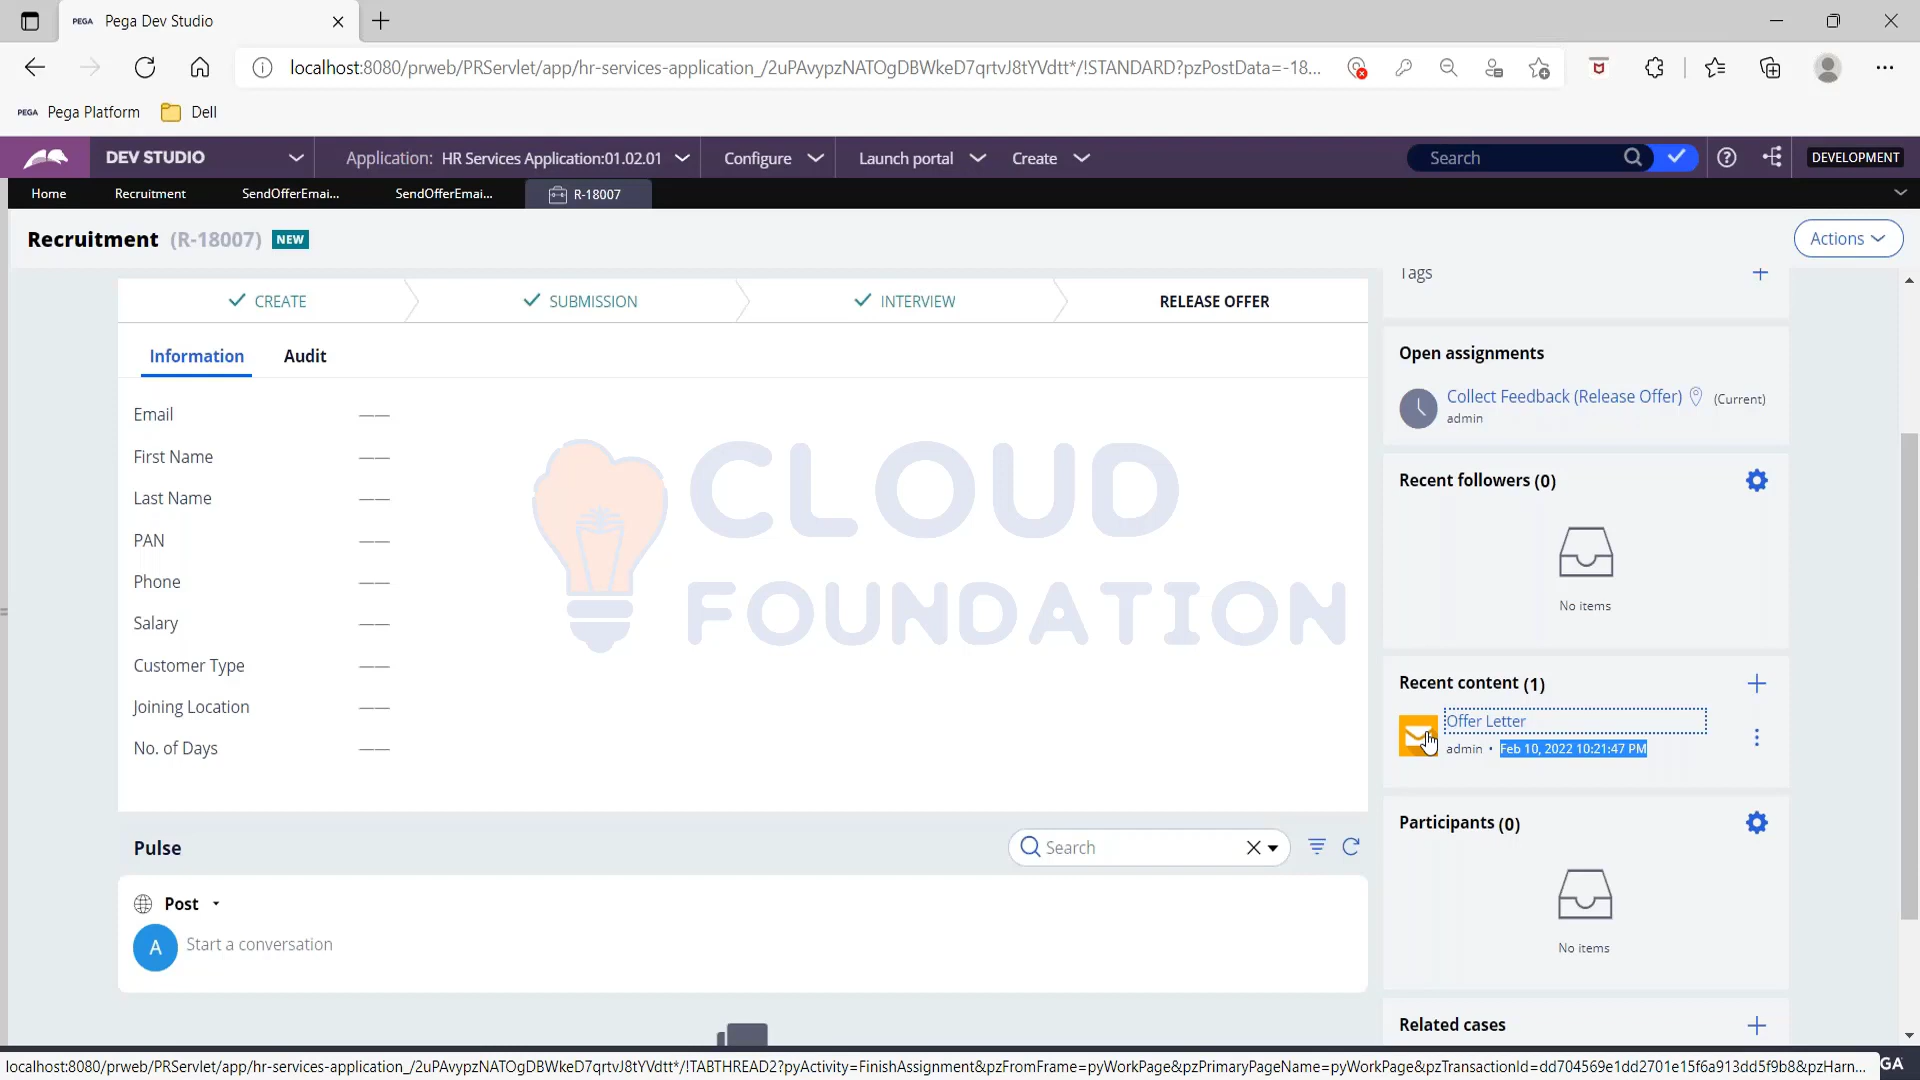 PEGA Pega Dev Studio
localhost:8080/prweb/PRServlet/app/hr-services-application_/2uPAvypzNATOgDBWkeD7qrtvJ8tYVdtt*/!STANDARD?pzPostData=-18...
PEGA Pega Platform Dell
DEV STUDIO Application: HR Services Application:01.02.01 Configure Launch portal Create Search DEVELOPMENT
Home Recruitment SendOfferEmai... SendOfferEmai... R-18007
Recruitment (R-18007) NEW Actions
Tags
CREATE SUBMISSION INTERVIEW RELEASE OFFER
Information Audit
Email ——
First Name ——
Last Name ——
PAN ——
Phone ——
Salary ——
Customer Type ——
Joining Location ——
No. of Days ——
CLOUD
FOUNDATION
Open assignments
Collect Feedback (Release Offer) (Current)
admin
Recent followers (0)
No items
Recent content (1)
Offer Letter
admin • Feb 10, 2022 10:21:47 PM
Participants (0)
No items
Related cases
Pulse Search
Post
A Start a conversation
localhost:8080/prweb/PRServlet/app/hr-services-application_/2uPAvypzNATOgDBWkeD7qrtvJ8tYVdtt*/!TABTHREAD2?pyActivity=FinishAssignment&pzFromFrame=pyWorkPage&pzPrimaryPageName=pyWorkPage&pzTransactionId=dd704569e1dd2701e15f6a913dd5f9b8&pzHarn... GA